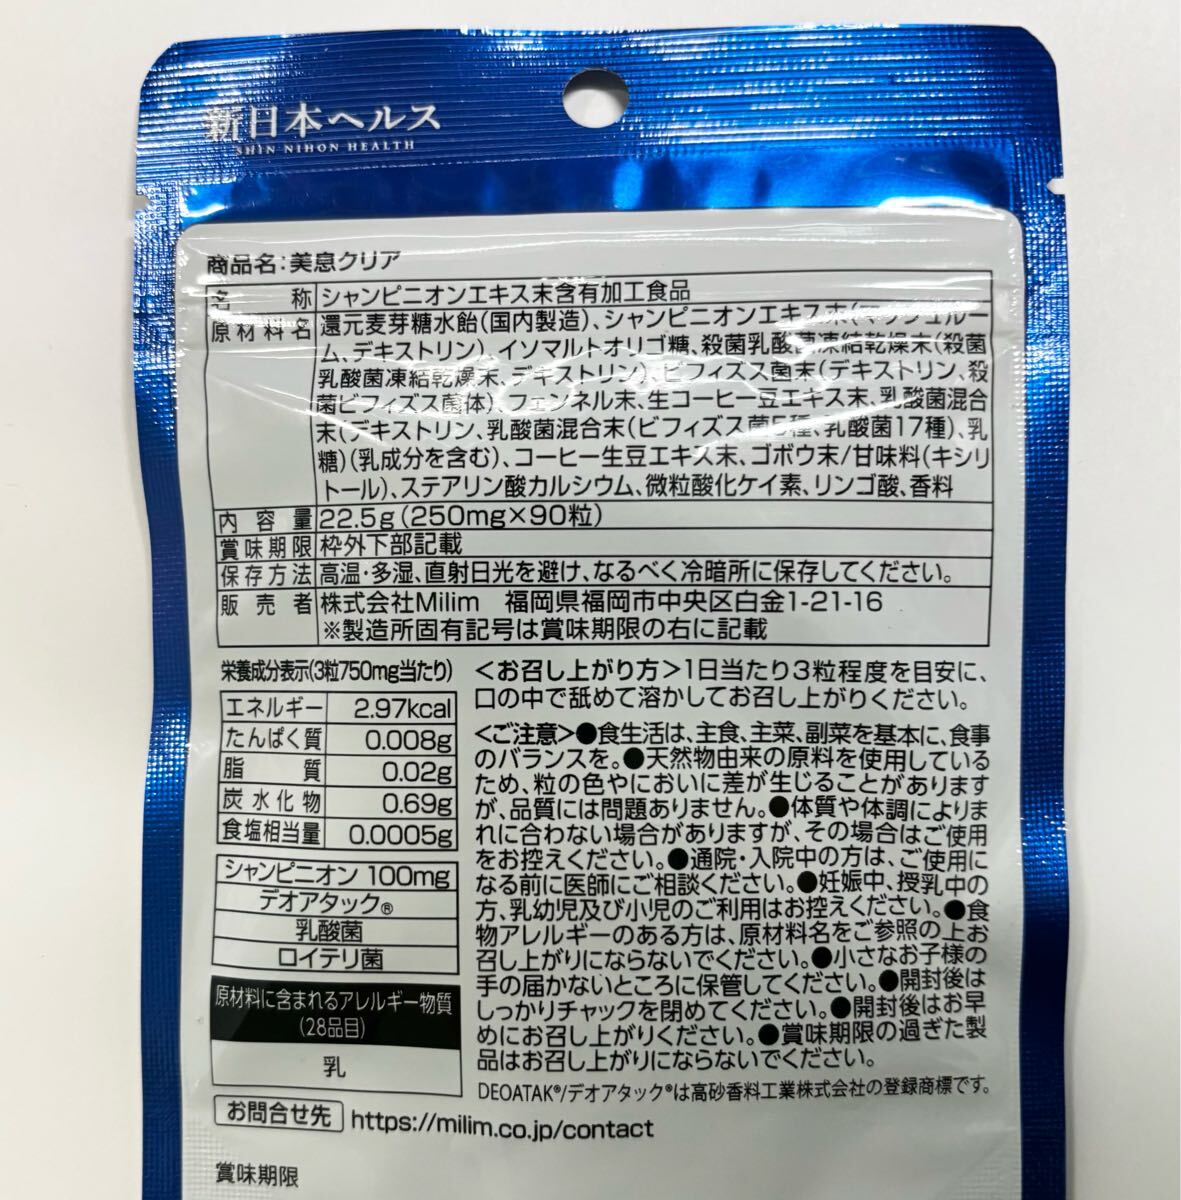 新日本ヘルス
SHIN NIHON HEALTH
商品名：美息クリア
名称 シャンピニオンエキス末含有加工食品
原材料名 還元麦芽糖水飴（国内製造）、シャンピニオンエキス末（マッシュルー
ム、デキストリン）、イソマルトオリゴ糖、殺菌乳酸菌凍結乾燥末（殺菌
乳酸菌凍結乾燥末、デキストリン）、ビフィズス菌末（デキストリン、殺
菌ビフィズス菌体）、フェンネル末、生コーヒー豆エキス末、乳酸菌混合
末（デキストリン、乳酸菌混合末（ビフィズス菌5種、乳酸菌17種）、乳
糖）（乳成分を含む）、コーヒー生豆エキス末、ゴボウ末/甘味料（キシリ
トール）、ステアリン酸カルシウム、微粒酸化ケイ素、リンゴ酸、香料
内容量 22.5g（250mg×90粒）
賞味期限 枠外下部記載
保存方法 高温・多湿、直射日光を避け、なるべく冷暗所に保存してください。
販売者 株式会社Milim 福岡県福岡市中央区白金1-21-16
※製造所固有記号は賞味期限の右に記載
栄養成分表示（3粒750mg当たり）
エネルギー 2.97kcal
たんぱく質 0.008g
脂質 0.02g
炭水化物 0.69g
食塩相当量 0.0005g
シャンピニオン 100mg
デオアタック®
乳酸菌
ロイテリ菌
原材料に含まれるアレルギー物質
（28品目）
乳
＜お召し上がり方＞1日当たり3粒程度を目安に、
口の中で舐めて溶かしてお召し上がりください。
＜ご注意＞●食生活は、主食、主菜、副菜を基本に、食事
のバランスを。●天然物由来の原料を使用している
ため、粒の色やにおいに差が生じることがあります
が、品質には問題ありません。●体質や体調によりま
れに合わない場合がありますが、その場合はご使用
をお控えください。●通院・入院中の方は、ご使用に
なる前に医師にご相談ください。●妊娠中、授乳中の
方、乳幼児及び小児のご利用はお控えください。●食
物アレルギーのある方は、原材料名をご参照の上お
召し上がりにならないでください。●小さなお子様の
手の届かないところに保管してください。●開封後は
しっかりチャックを閉めてください。●開封後はお早
めにお召し上がりください。●賞味期限の過ぎた製
品はお召し上がりにならないでください。
DEOATAK®/デオアタック®は高砂香料工業株式会社の登録商標です。
お問合せ先 https://milim.co.jp/contact
賞味期限